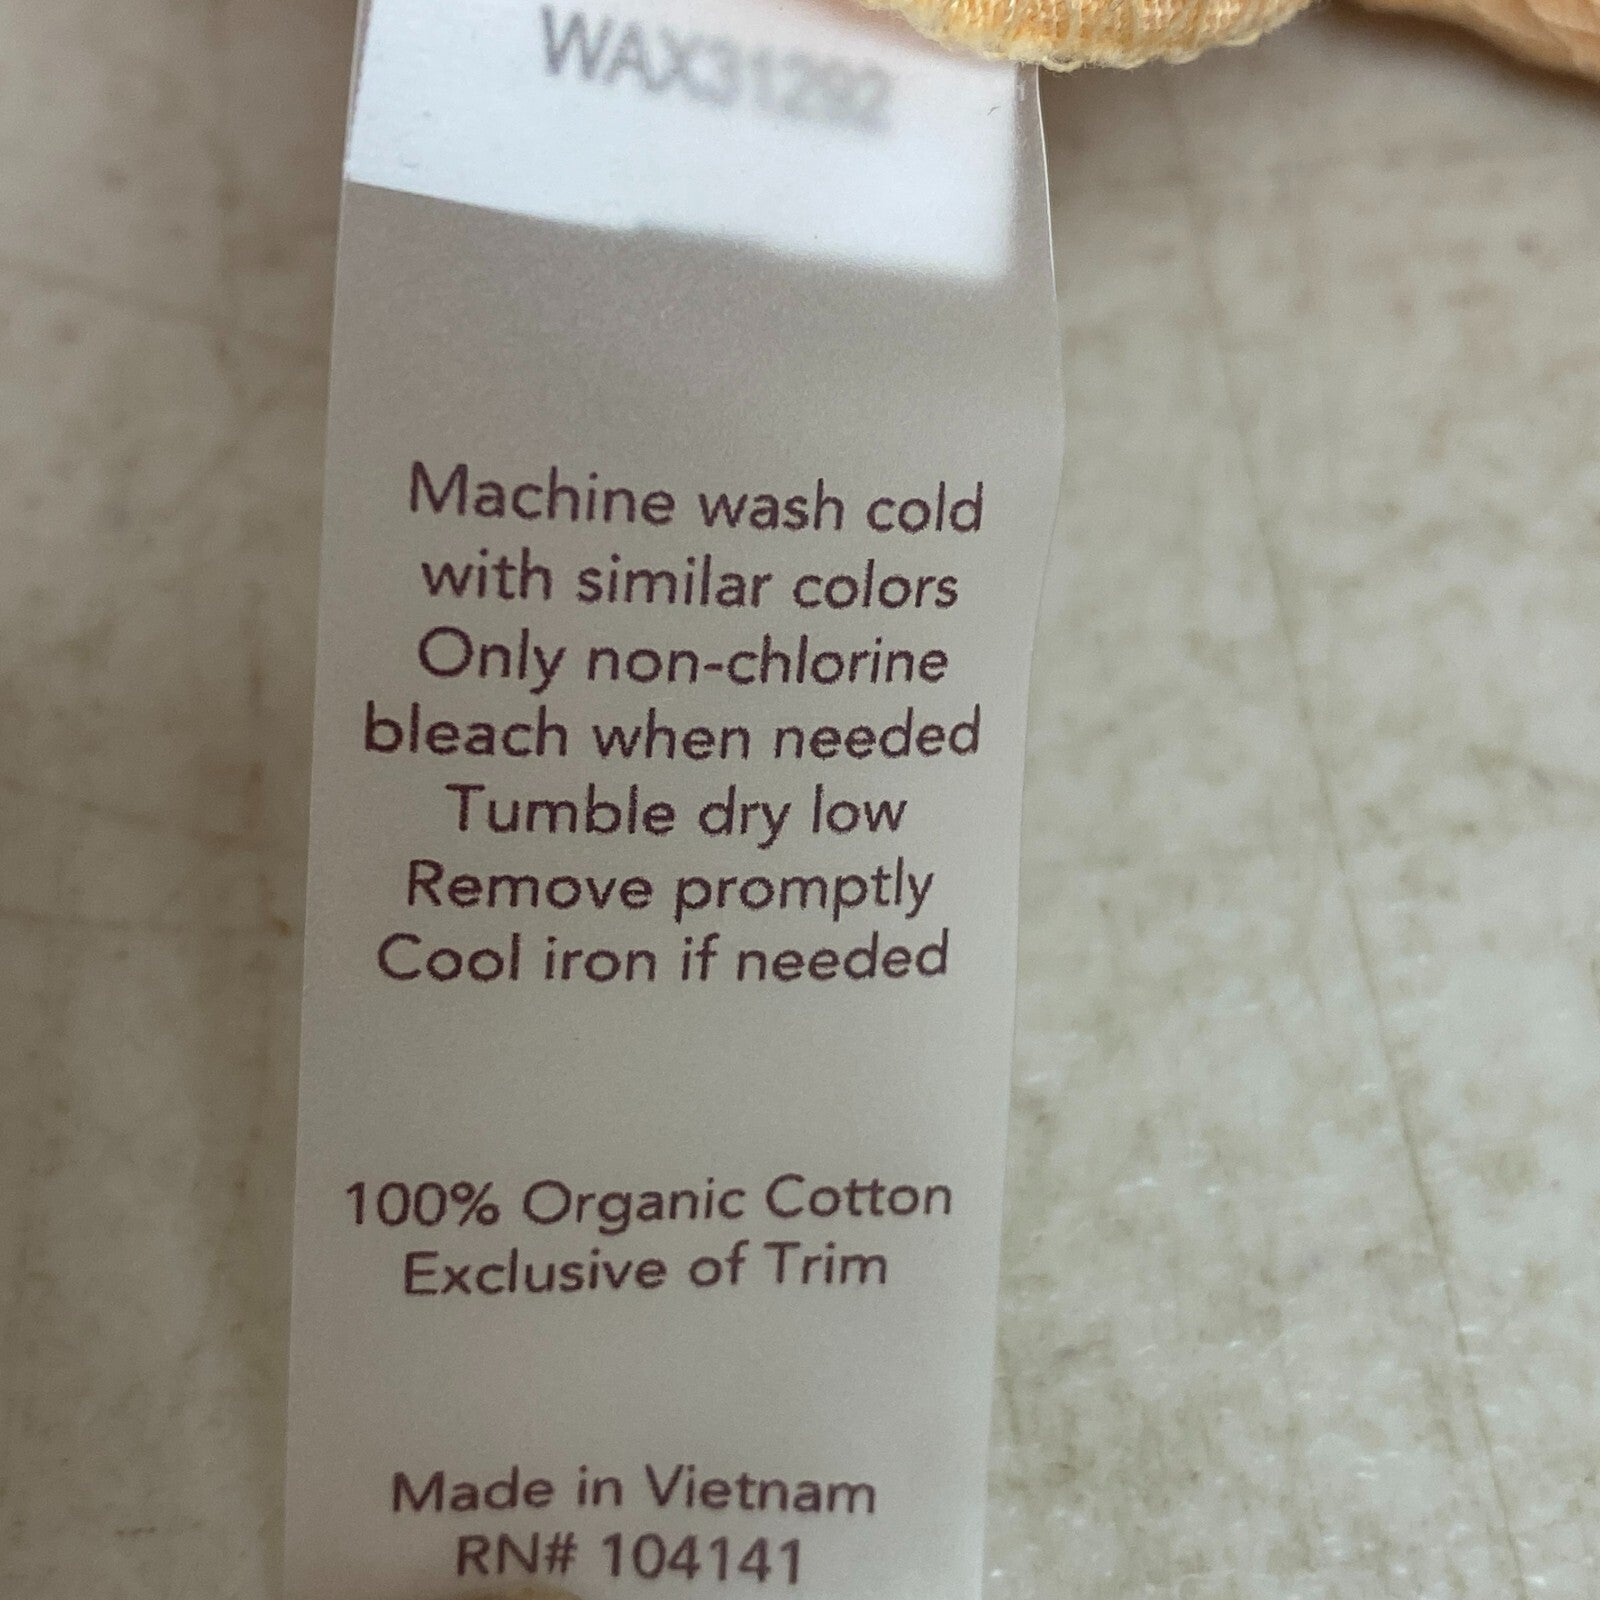 WAX31292
Machine wash cold
with similar colors
Only non-chlorine
bleach when needed
Tumble dry low
Remove promptly
Cool iron if needed
100% Organic Cotton
Exclusive of Trim
Made in Vietnam
RN# 104141